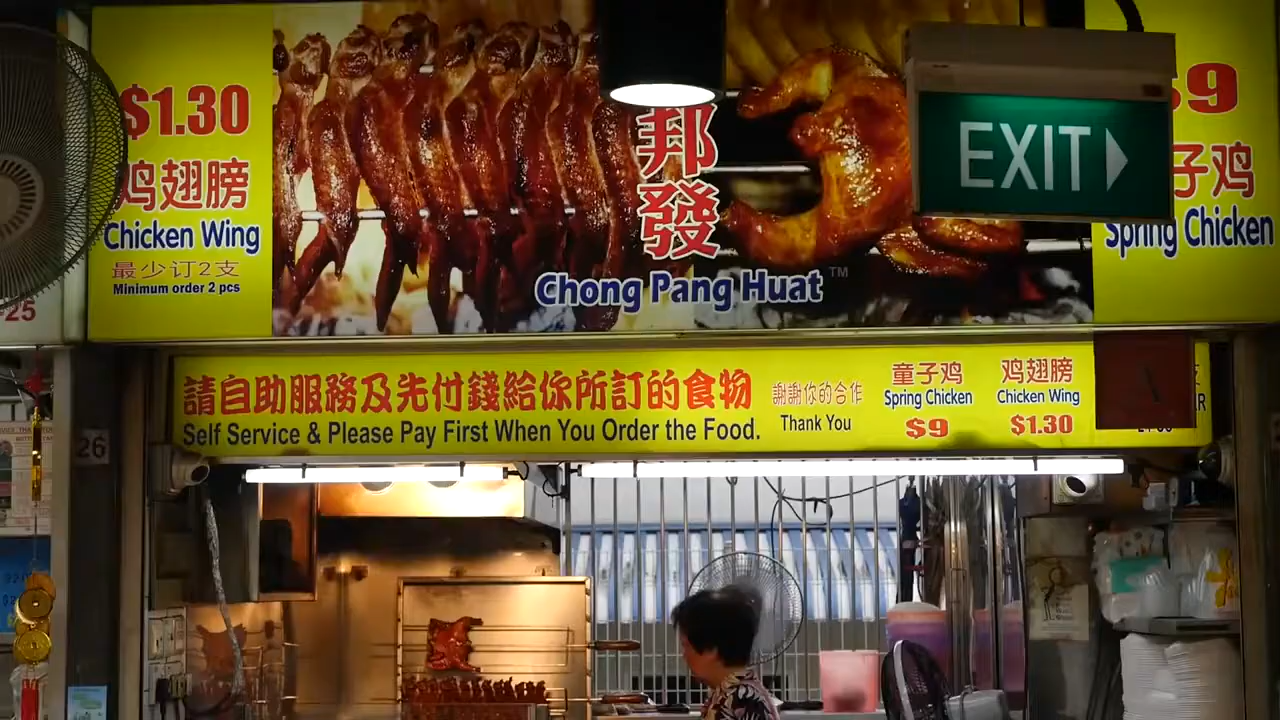 $1.30
鸡翅膀
Chicken Wing
最少订2支
Minimum order 2 pcs
邦
發
Chong Pang Huat™
EXIT
$9
子鸡
Spring Chicken
25
請自助服務及先付錢給你所訂的食物
Self Service & Please Pay First When You Order the Food.
謝謝你的合作
Thank You
童子鸡
Spring Chicken
$9
鸡翅膀
Chicken Wing
$1.30
26